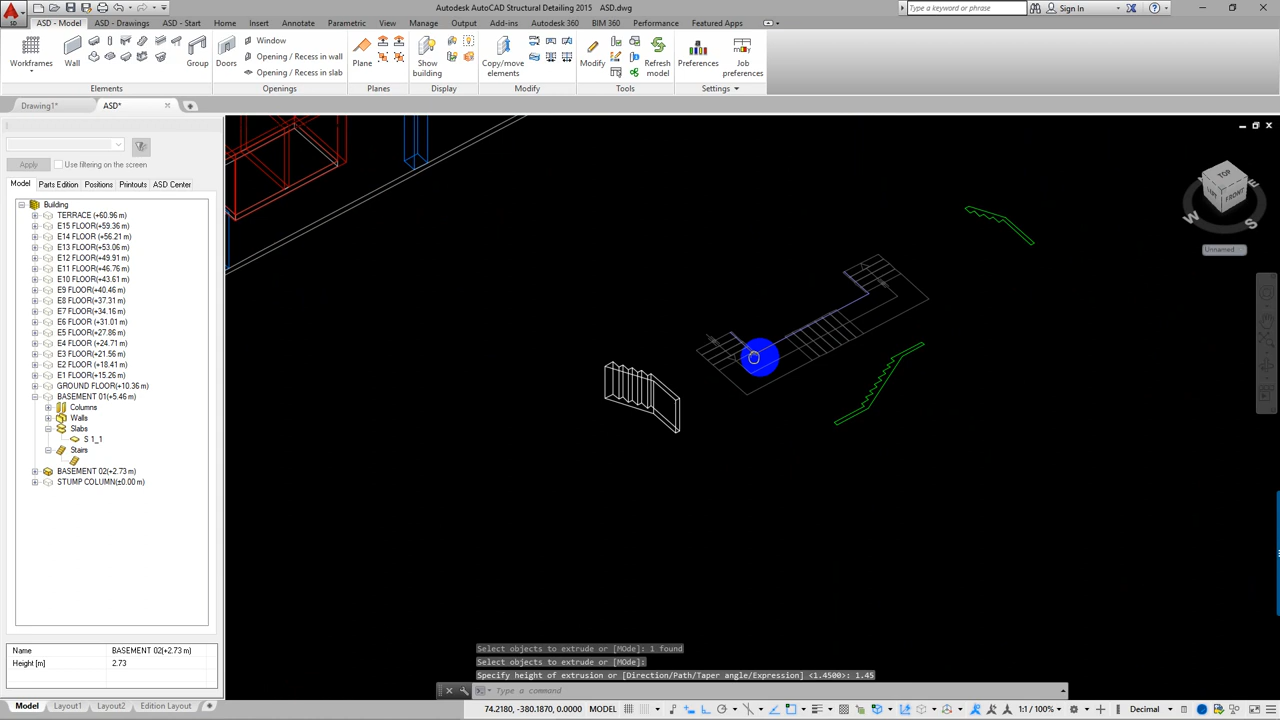 Autodesk AutoCAD Structural Detailing 2015 ASD.dwg
Type a keyword or phrase
Sign In
ASD - Model
ASD - Drawings
ASD - Start
Home
Insert
Annotate
Parametric
View
Manage
Output
Add-ins
Autodesk 360
BIM 360
Performance
Featured Apps
Workframes
Wall
Group
Doors
Window
Opening / Recess in wall
Opening / Recess in slab
Plane
Show building
Copy/move elements
Modify
Refresh model
Preferences
Job preferences
Elements
Openings
Planes
Display
Modify
Tools
Settings
Drawing1*
ASD*
Apply
Use filtering on the screen
Model
Parts Edition
Positions
Printouts
ASD Center
Building
TERRACE (+60.96 m)
E15 FLOOR(+59.36 m)
E14 FLOOR (+56.21 m)
E13 FLOOR(+53.06 m)
E12 FLOOR(+49.91 m)
E11 FLOOR(+46.76 m)
E10 FLOOR(+43.61 m)
E9 FLOOR(+40.46 m)
E8 FLOOR(+37.31 m)
E7 FLOOR(+34.16 m)
E6 FLOOR (+31.01 m)
E5 FLOOR(+27.86 m)
E4 FLOOR(+24.71 m)
E3 FLOOR(+21.56 m)
E2 FLOOR(+18.41 m)
E1 FLOOR(+15.26 m)
GROUND FLOOR(+10.36 m)
BASEMENT 01(+5.46 m)
Columns
Walls
Slabs
S 1_1
Stairs
BASEMENT 02(+2.73 m)
STUMP COLUMN(±0.00 m)
Name BASEMENT 02(+2.73 m)
Height [m] 2.73
TOP
FRONT
W
S
Unnamed
Select objects to extrude or [MOde]: 1 found
Select objects to extrude or [MOde]:
Specify height of extrusion or [Direction/Path/Taper angle/Expression] <1.4500>: 1.45
Type a command
Model
Layout1
Layout2
Edition Layout
74.2180, -380.1870, 0.0000
MODEL
1:1 / 100%
Decimal